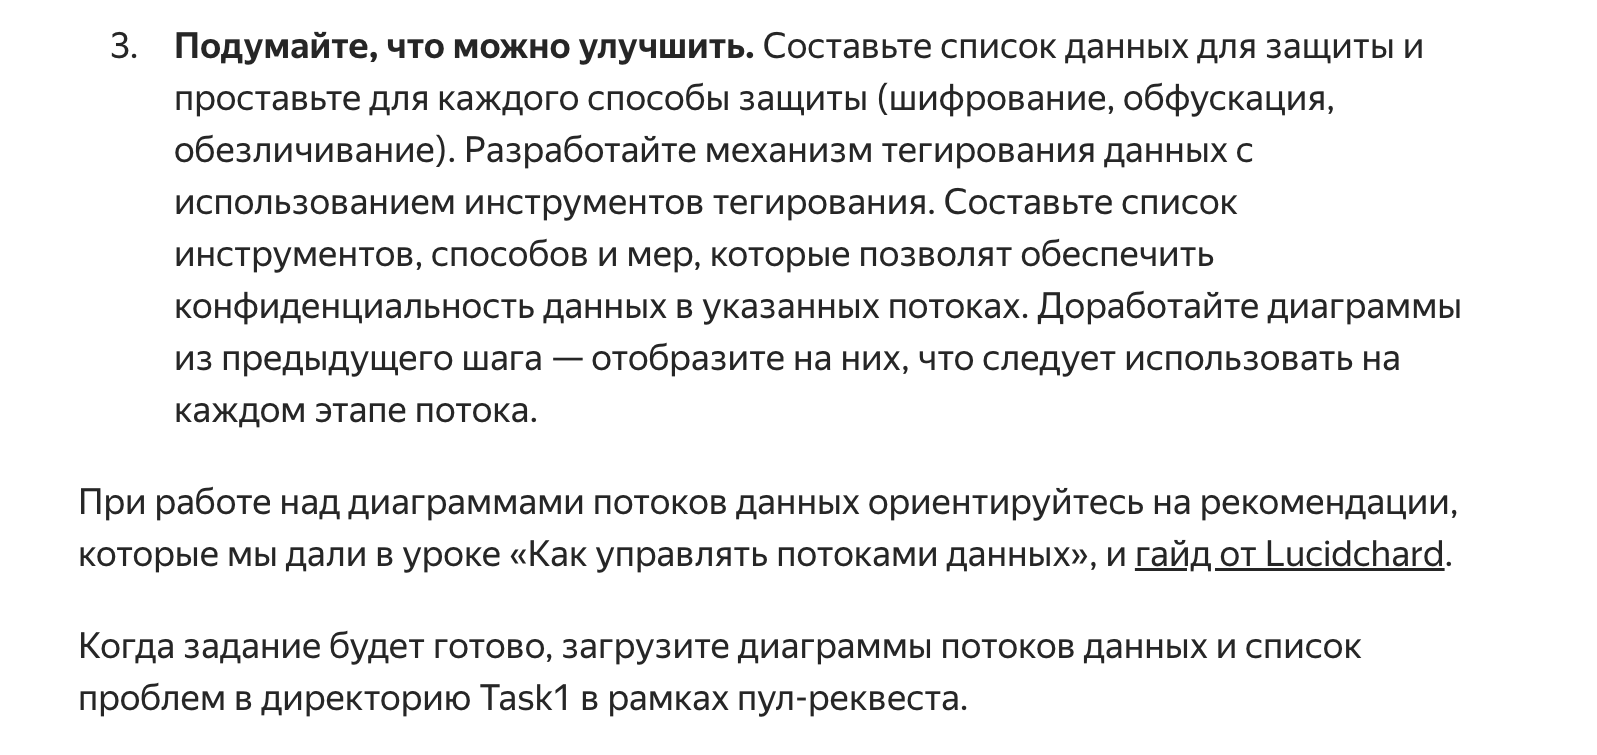 3. Подумайте, что можно улучшить. Составьте список данных для защиты и
проставьте для каждого способы защиты (шифрование, обфускация,
обезличивание). Разработайте механизм тегирования данных с
использованием инструментов тегирования. Составьте список
инструментов, способов и мер, которые позволят обеспечить
конфиденциальность данных в указанных потоках. Доработайте диаграммы
из предыдущего шага — отобразите на них, что следует использовать на
каждом этапе потока.
При работе над диаграммами потоков данных ориентируйтесь на рекомендации,
которые мы дали в уроке «Как управлять потоками данных», и гайд от Lucidchard.
Когда задание будет готово, загрузите диаграммы потоков данных и список
проблем в директорию Task1 в рамках пул-реквеста.